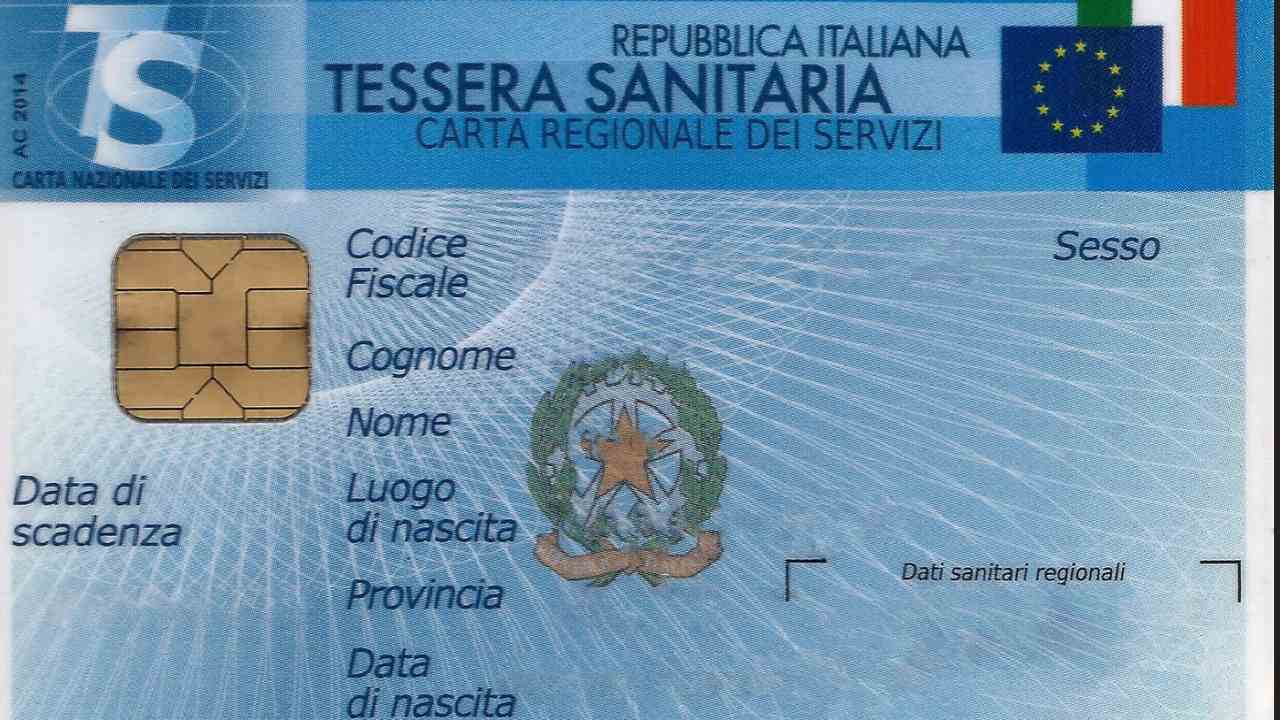 TS
AC 2014
CARTA NAZIONALE DEI SERVIZI
REPUBBLICA ITALIANA
TESSERA SANITARIA
CARTA REGIONALE DEI SERVIZI
Codice
Fiscale
Sesso
Cognome
Nome
Luogo
di nascita
Data di
scadenza
Provincia
Dati sanitari regionali
Data
di nascita